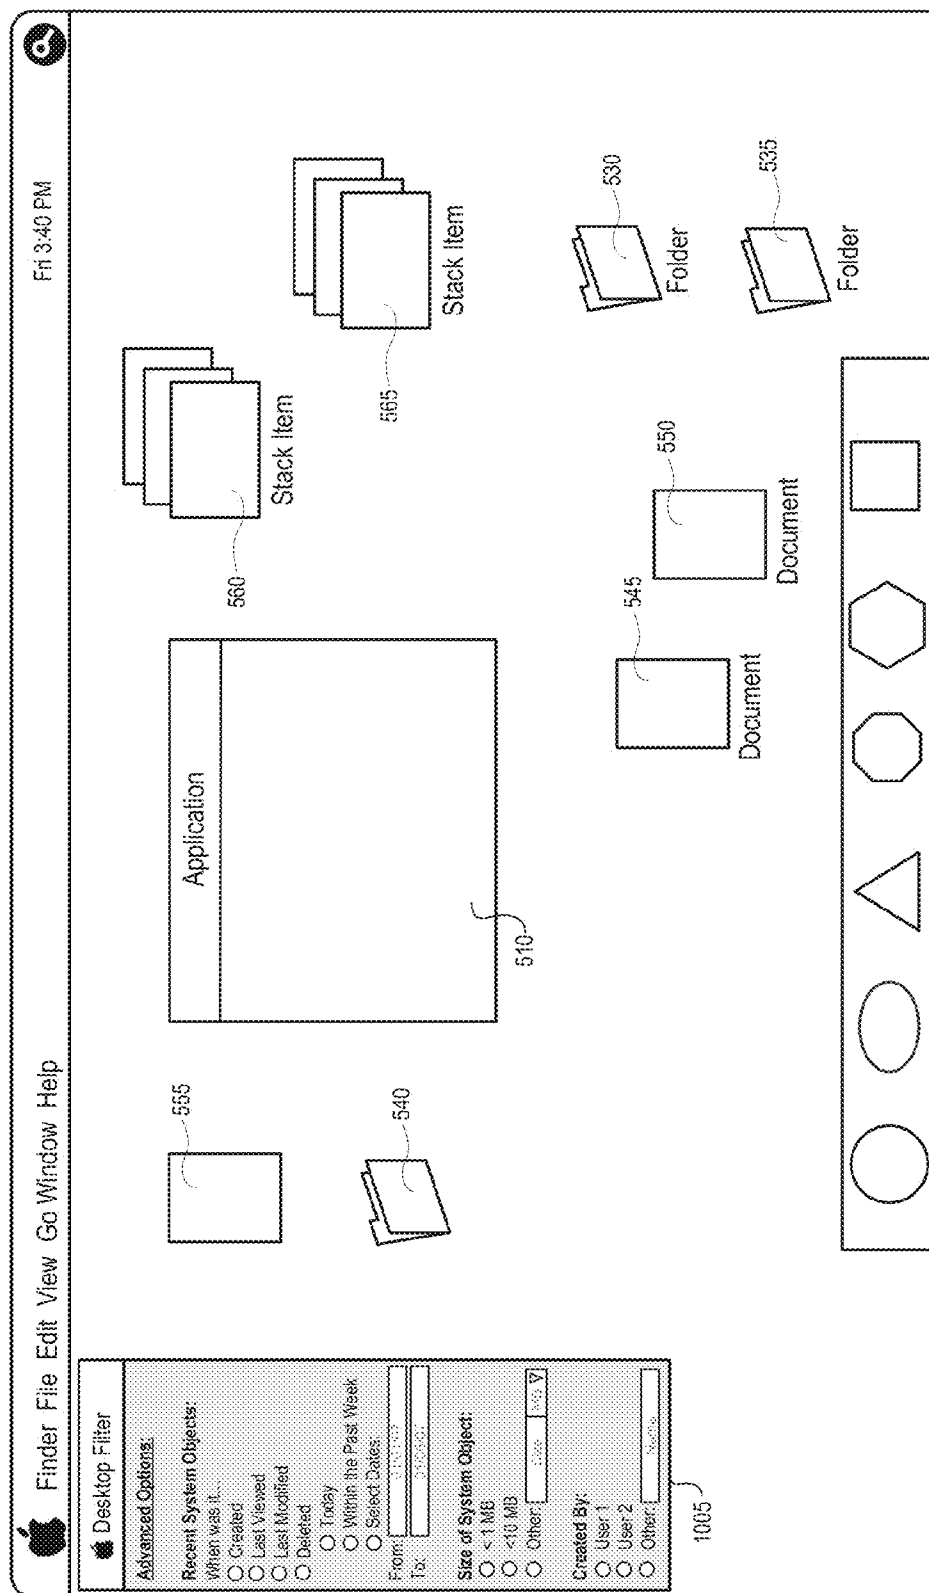 Finder File Edit View Go Window Help
Fri 3:40 PM
Desktop Filter
Advanced Options:
Recent System Objects:
When was it...
Created
Last Viewed
Last Modified
Deleted
Today
Within the Past Week
Select Dates:
From:
To:
Size of System Object:
< 1 MB
<10 MB
Other:
Created By:
User 1
User 2
Other:
Name
1005
555
540
Application
510
560
Stack Item
565
Stack Item
545
Document
550
Document
530
Folder
535
Folder